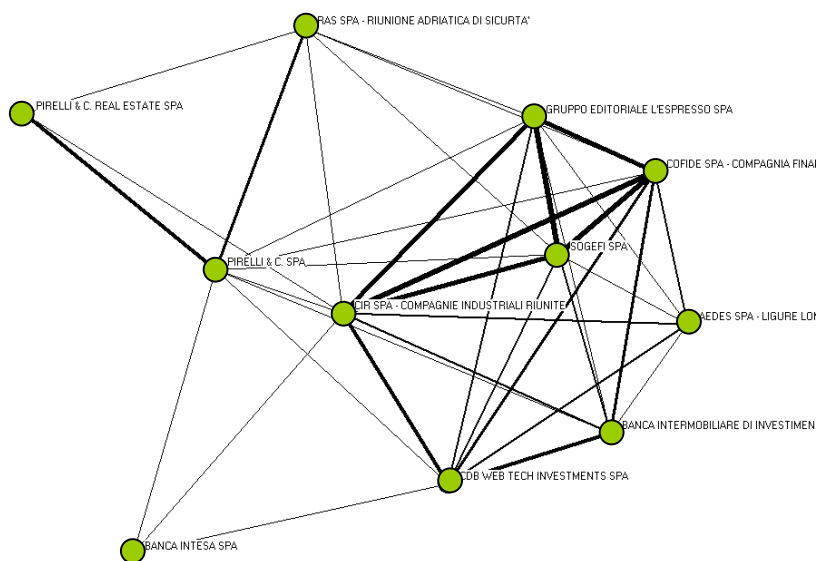 RAS SPA - RIUNIONE ADRIATICA DI SICURTA'
PIRELLI & C. REAL ESTATE SPA
GRUPPO EDITORIALE L'ESPRESSO SPA
COFIDE SPA - COMPAGNIA FINA
SOGEFI SPA
PIRELLI & C. SPA
CIR SPA - COMPAGNIE INDUSTRIALI RIUNITE
AEDES SPA - LIGURE LOM
BANCA INTERMOBILIARE DI INVESTIMEN
CDB WEB TECH INVESTMENTS SPA
BANCA INTESA SPA